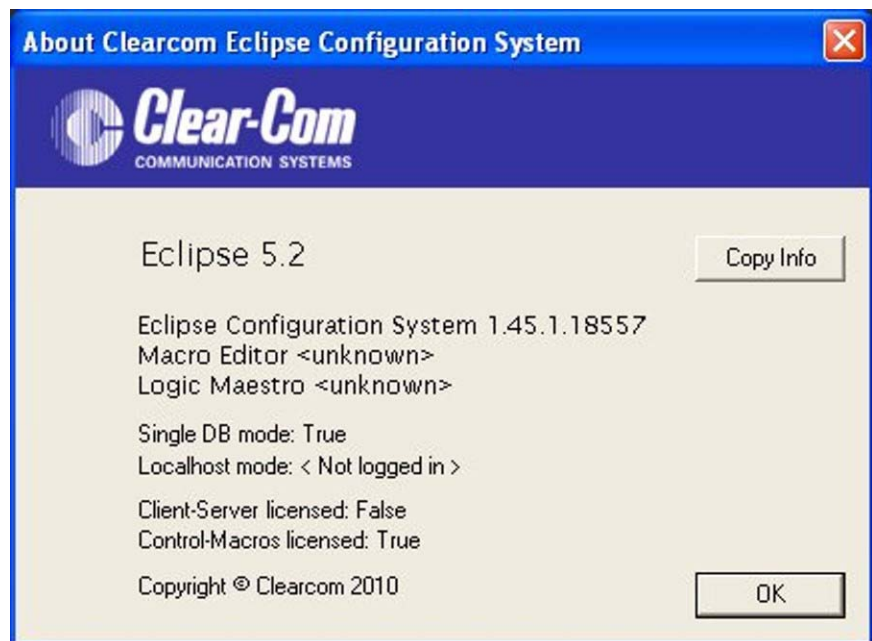 About Clearcom Eclipse Configuration System
Clear-Com
COMMUNICATION SYSTEMS
Eclipse 5.2
Copy Info
Eclipse Configuration System 1.45.1.18557
Macro Editor <unknown>
Logic Maestro <unknown>
Single DB mode: True
Localhost mode: < Not logged in >
Client-Server licensed: False
Control-Macros licensed: True
Copyright © Clearcom 2010
OK